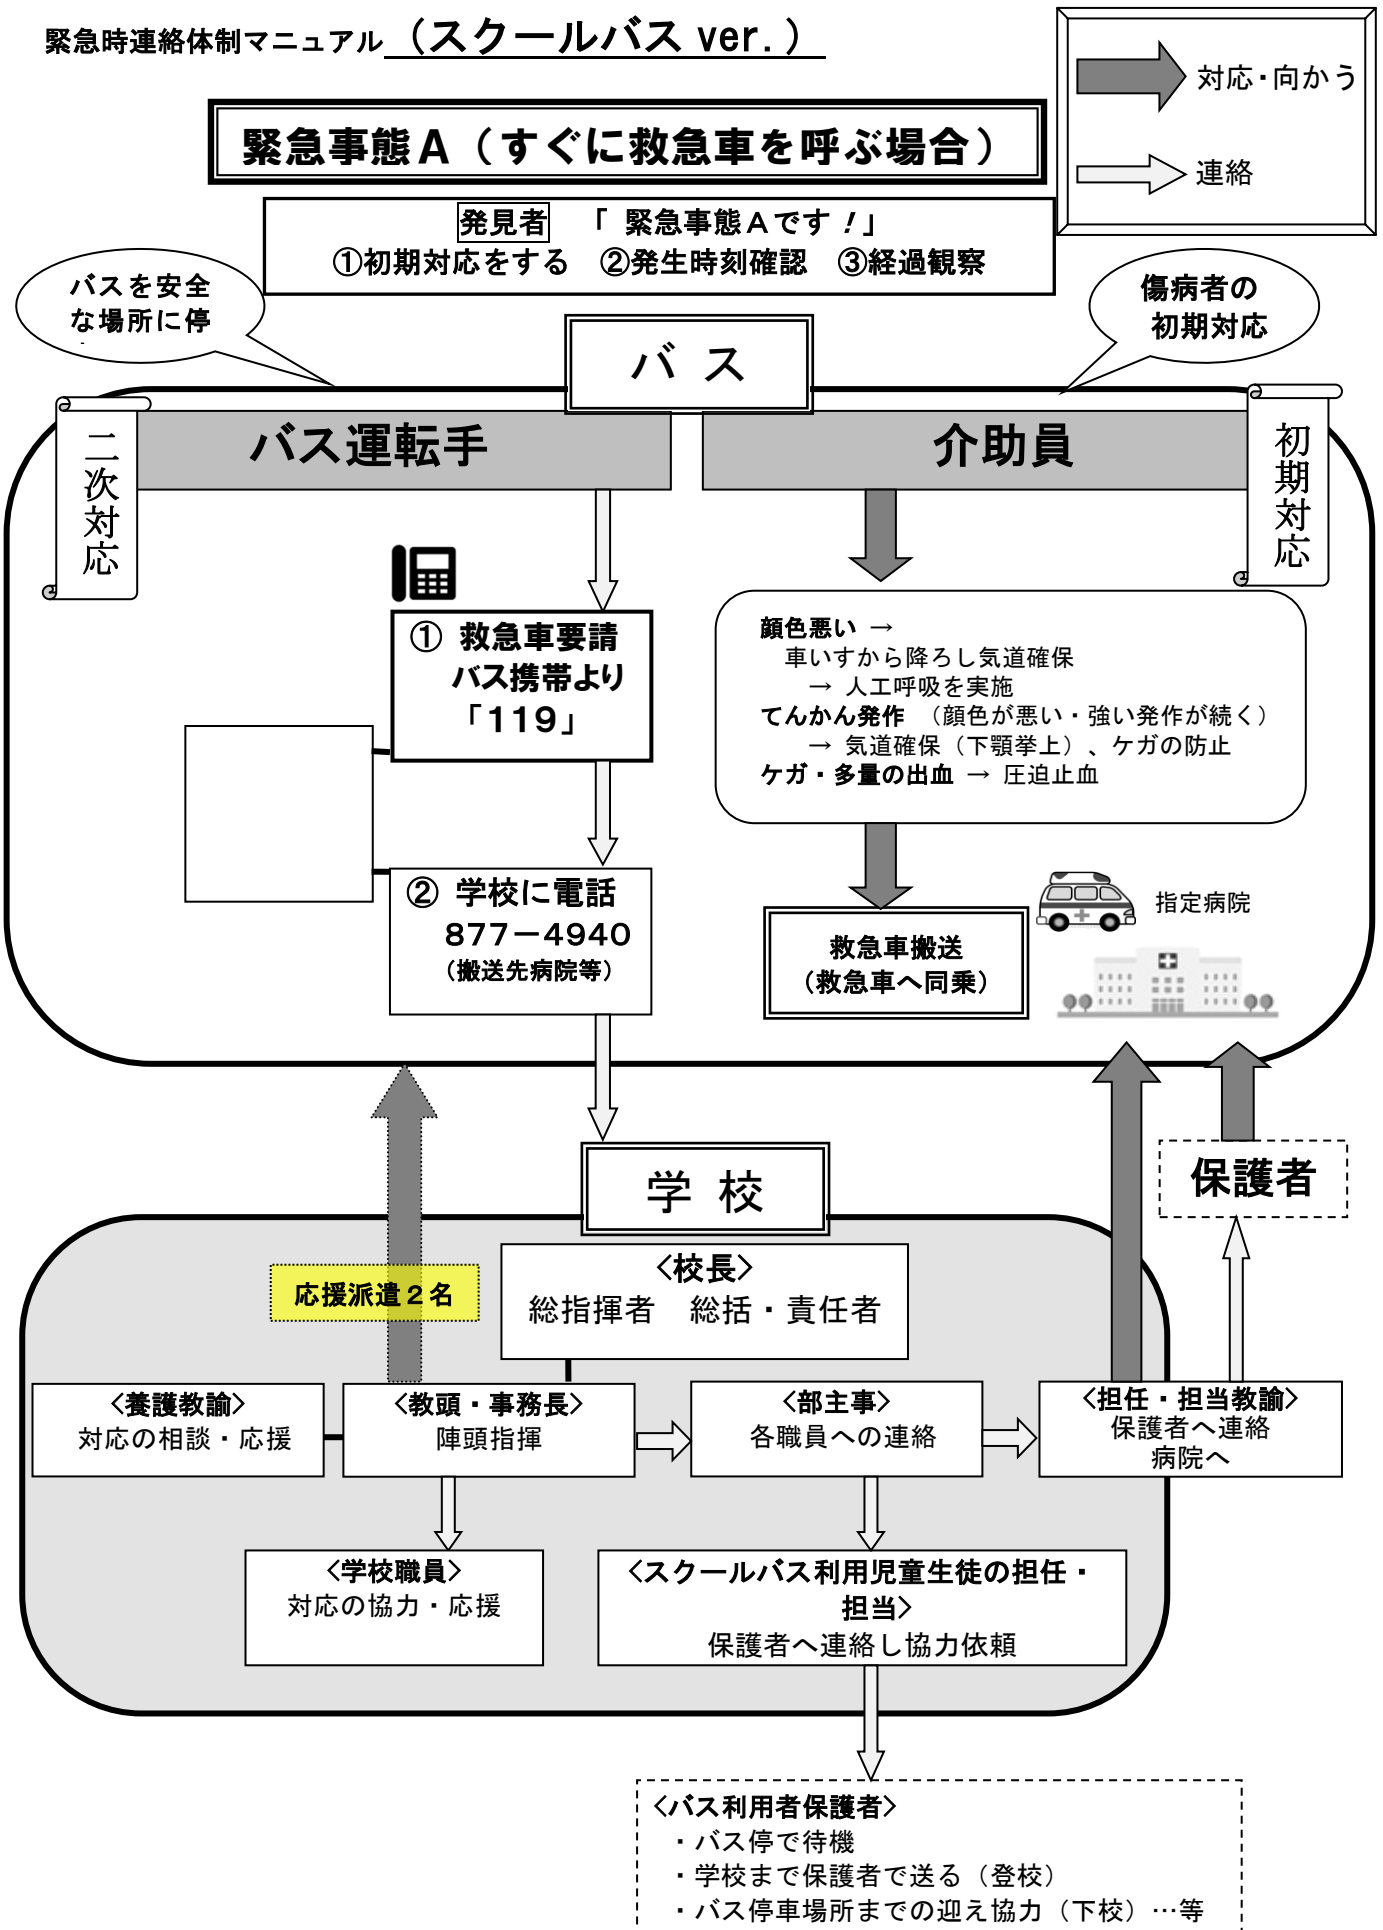 緊急時連絡体制マニュアル（スクールバス ver.）
対応・向かう
連絡
緊急事態Ａ（すぐに救急車を呼ぶ場合）
発見者　「 緊急事態Ａです！」
①初期対応をする　②発生時刻確認　③経過観察
バスを安全
な場所に停
傷病者の
初期対応
バ ス
二次対応
バス運転手
介助員
初期対応
① 救急車要請
バス携帯より
「119」
顔色悪い →
車いすから降ろし気道確保
→ 人工呼吸を実施
てんかん発作 （顔色が悪い・強い発作が続く）
→ 気道確保（下顎挙上）、ケガの防止
ケガ・多量の出血 → 圧迫止血
② 学校に電話
877－4940
（搬送先病院等）
救急車搬送
（救急車へ同乗）
指定病院
学 校
保護者
応援派遣２名
〈校長〉
総指揮者　総括・責任者
〈養護教諭〉
対応の相談・応援
〈教頭・事務長〉
陣頭指揮
〈部主事〉
各職員への連絡
〈担任・担当教諭〉
保護者へ連絡
病院へ
〈学校職員〉
対応の協力・応援
〈スクールバス利用児童生徒の担任・
担当〉
保護者へ連絡し協力依頼
〈バス利用者保護者〉
・バス停で待機
・学校まで保護者で送る（登校）
・バス停車場所までの迎え協力（下校）…等